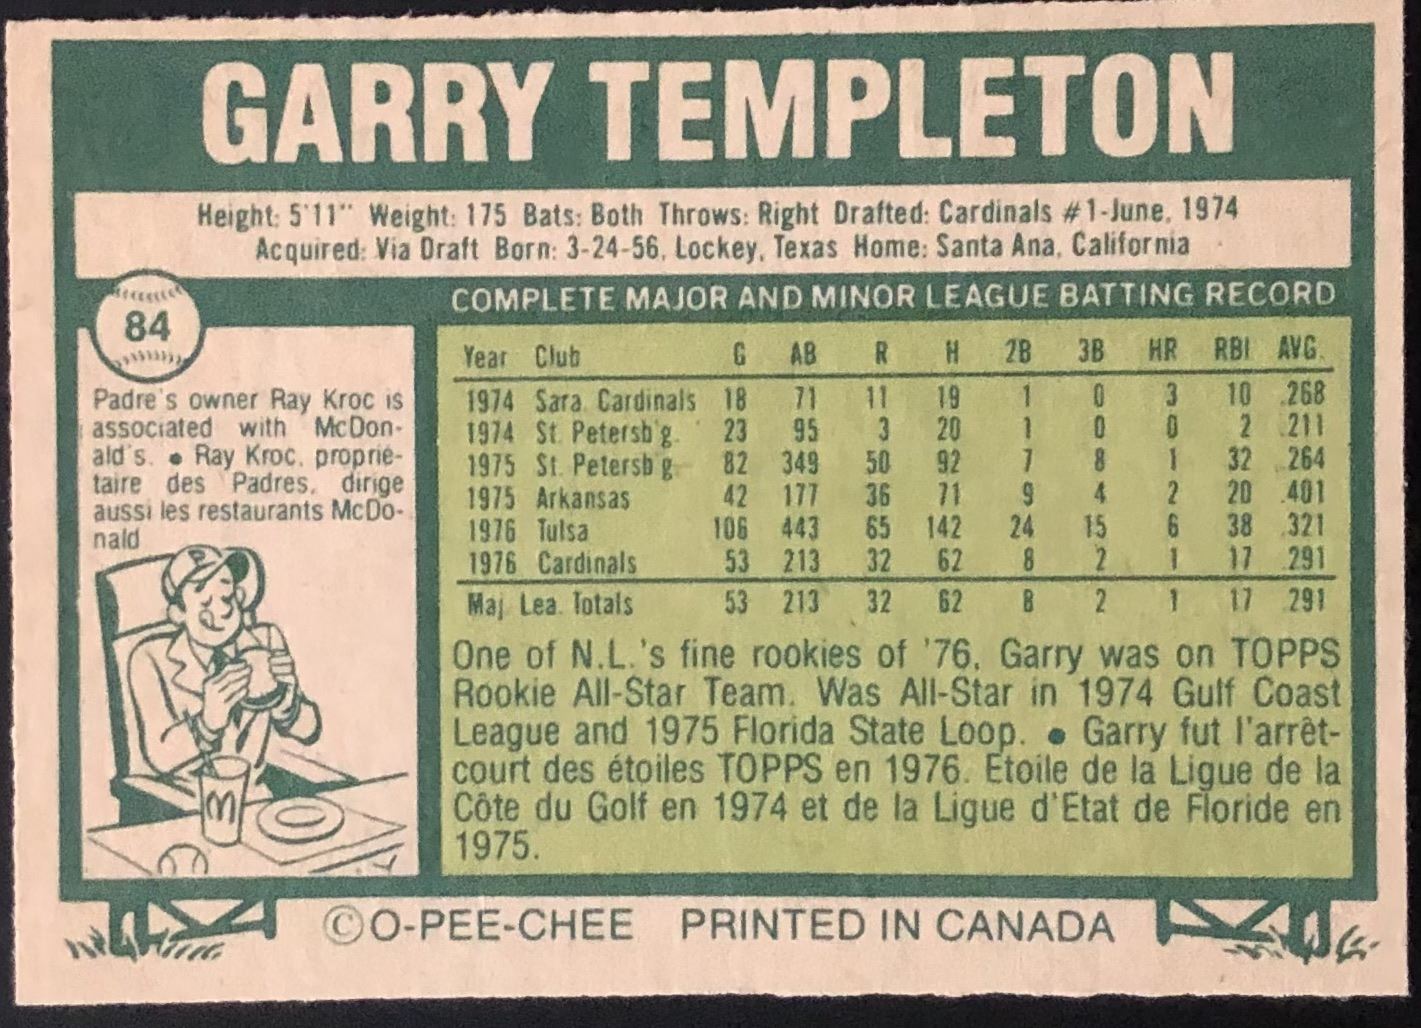 GARRY TEMPLETON
Height: 5'11" Weight: 175 Bats: Both Throws: Right Drafted: Cardinals #1-June, 1974
Acquired: Via Draft Born: 3-24-56, Lockey, Texas Home: Santa Ana, California
84
Padre's owner Ray Kroc is
associated with McDon-
ald's. • Ray Kroc, proprié-
taire des Padres, dirige
aussi les restaurants McDo-
nald
M
COMPLETE MAJOR AND MINOR LEAGUE BATTING RECORD
Year Club G AB R H 2B 3B HR RBI AVG.
1974 Sara. Cardinals 18 71 11 19 1 0 3 10 .268
1974 St. Petersb'g. 23 95 3 20 1 0 0 2 .211
1975 St. Petersb'g. 82 349 50 92 7 8 1 32 .264
1975 Arkansas 42 177 36 71 9 4 2 20 .401
1976 Tulsa 106 443 65 142 24 15 6 38 .321
1976 Cardinals 53 213 32 62 8 2 1 17 .291
Maj. Lea. Totals 53 213 32 62 8 2 1 17 .291
One of N.L.'s fine rookies of '76, Garry was on TOPPS
Rookie All-Star Team. Was All-Star in 1974 Gulf Coast
League and 1975 Florida State Loop. • Garry fut l'arrêt-
court des étoiles TOPPS en 1976. Etoile de la Ligue de la
Côte du Golf en 1974 et de la Ligue d'Etat de Floride en
1975.
©O-PEE-CHEE PRINTED IN CANADA